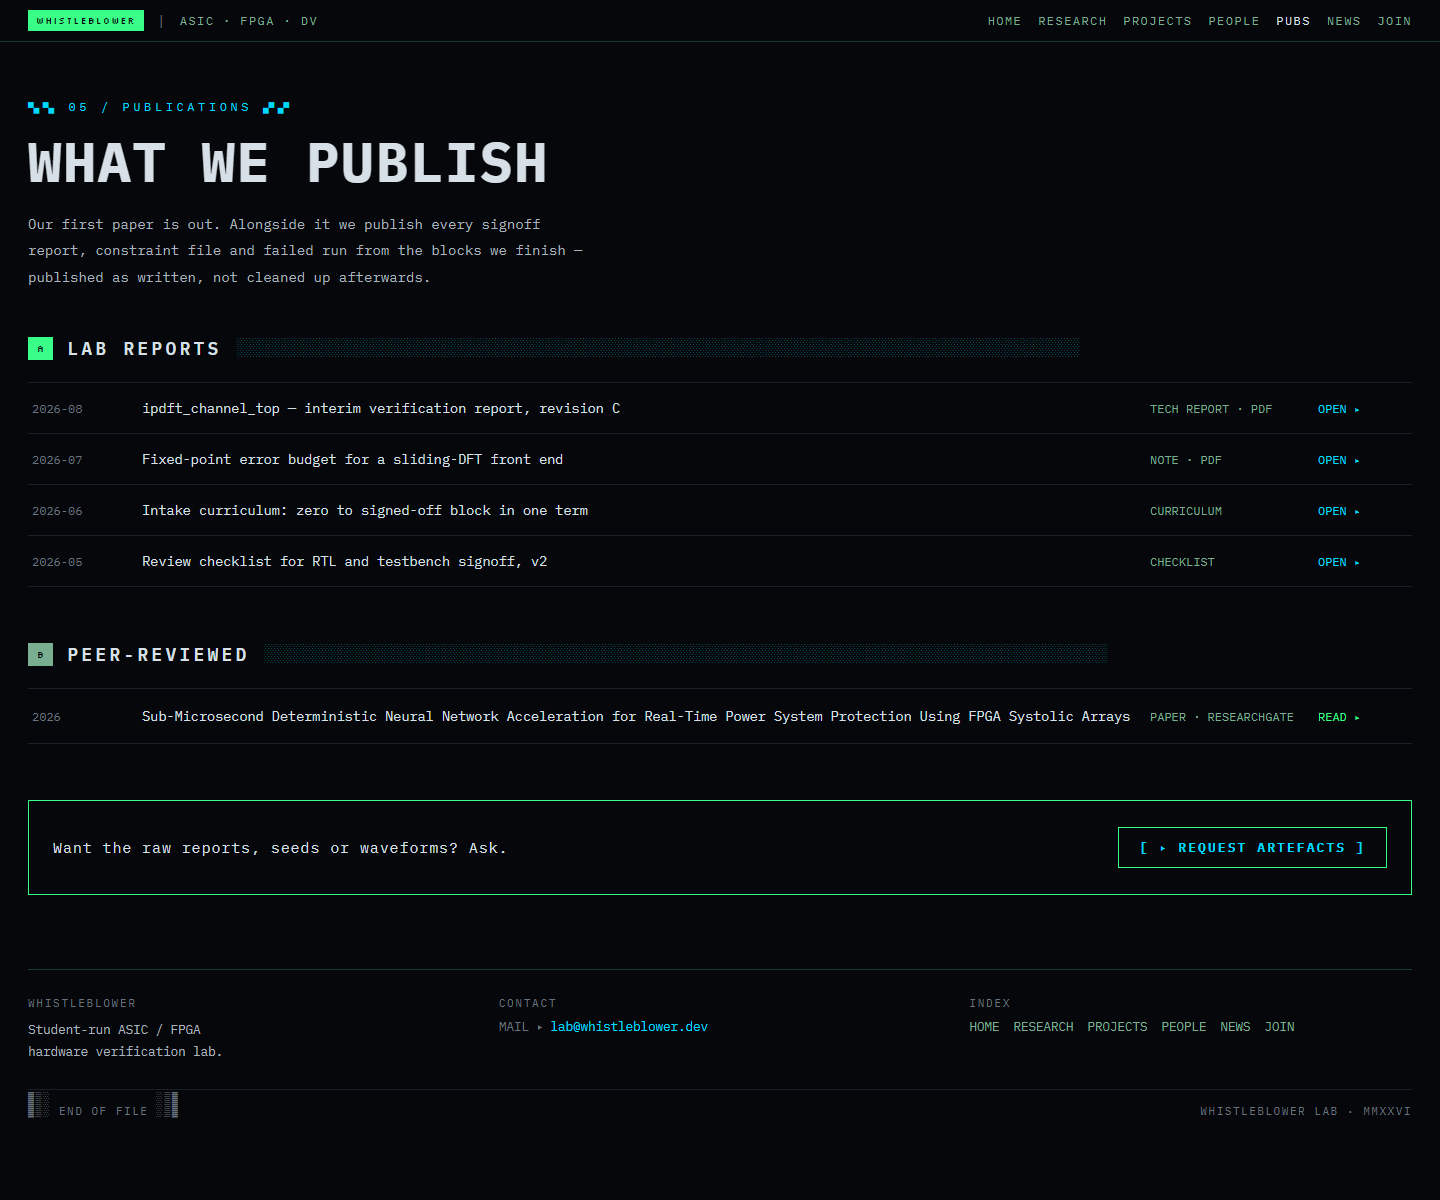 WHISTLEBLOWER | ASIC · FPGA · DV HOME RESEARCH PROJECTS PEOPLE PUBS NEWS JOIN
▚▚ 05 / PUBLICATIONS ▞▞
WHAT WE PUBLISH
Our first paper is out. Alongside it we publish every signoff
report, constraint file and failed run from the blocks we finish —
published as written, not cleaned up afterwards.
A LAB REPORTS
2026-08 ipdft_channel_top — interim verification report, revision C TECH REPORT · PDF OPEN ▸
2026-07 Fixed-point error budget for a sliding-DFT front end NOTE · PDF OPEN ▸
2026-06 Intake curriculum: zero to signed-off block in one term CURRICULUM OPEN ▸
2026-05 Review checklist for RTL and testbench signoff, v2 CHECKLIST OPEN ▸
B PEER-REVIEWED
2026 Sub-Microsecond Deterministic Neural Network Acceleration for Real-Time Power System Protection Using FPGA Systolic Arrays PAPER · RESEARCHGATE READ ▸
Want the raw reports, seeds or waveforms? Ask. [ ▸ REQUEST ARTEFACTS ]
WHISTLEBLOWER
Student-run ASIC / FPGA
hardware verification lab.
CONTACT
MAIL ▸ lab@whistleblower.dev
INDEX
HOME RESEARCH PROJECTS PEOPLE NEWS JOIN
▓▒░ END OF FILE ░▒▓ WHISTLEBLOWER LAB · MMXXVI